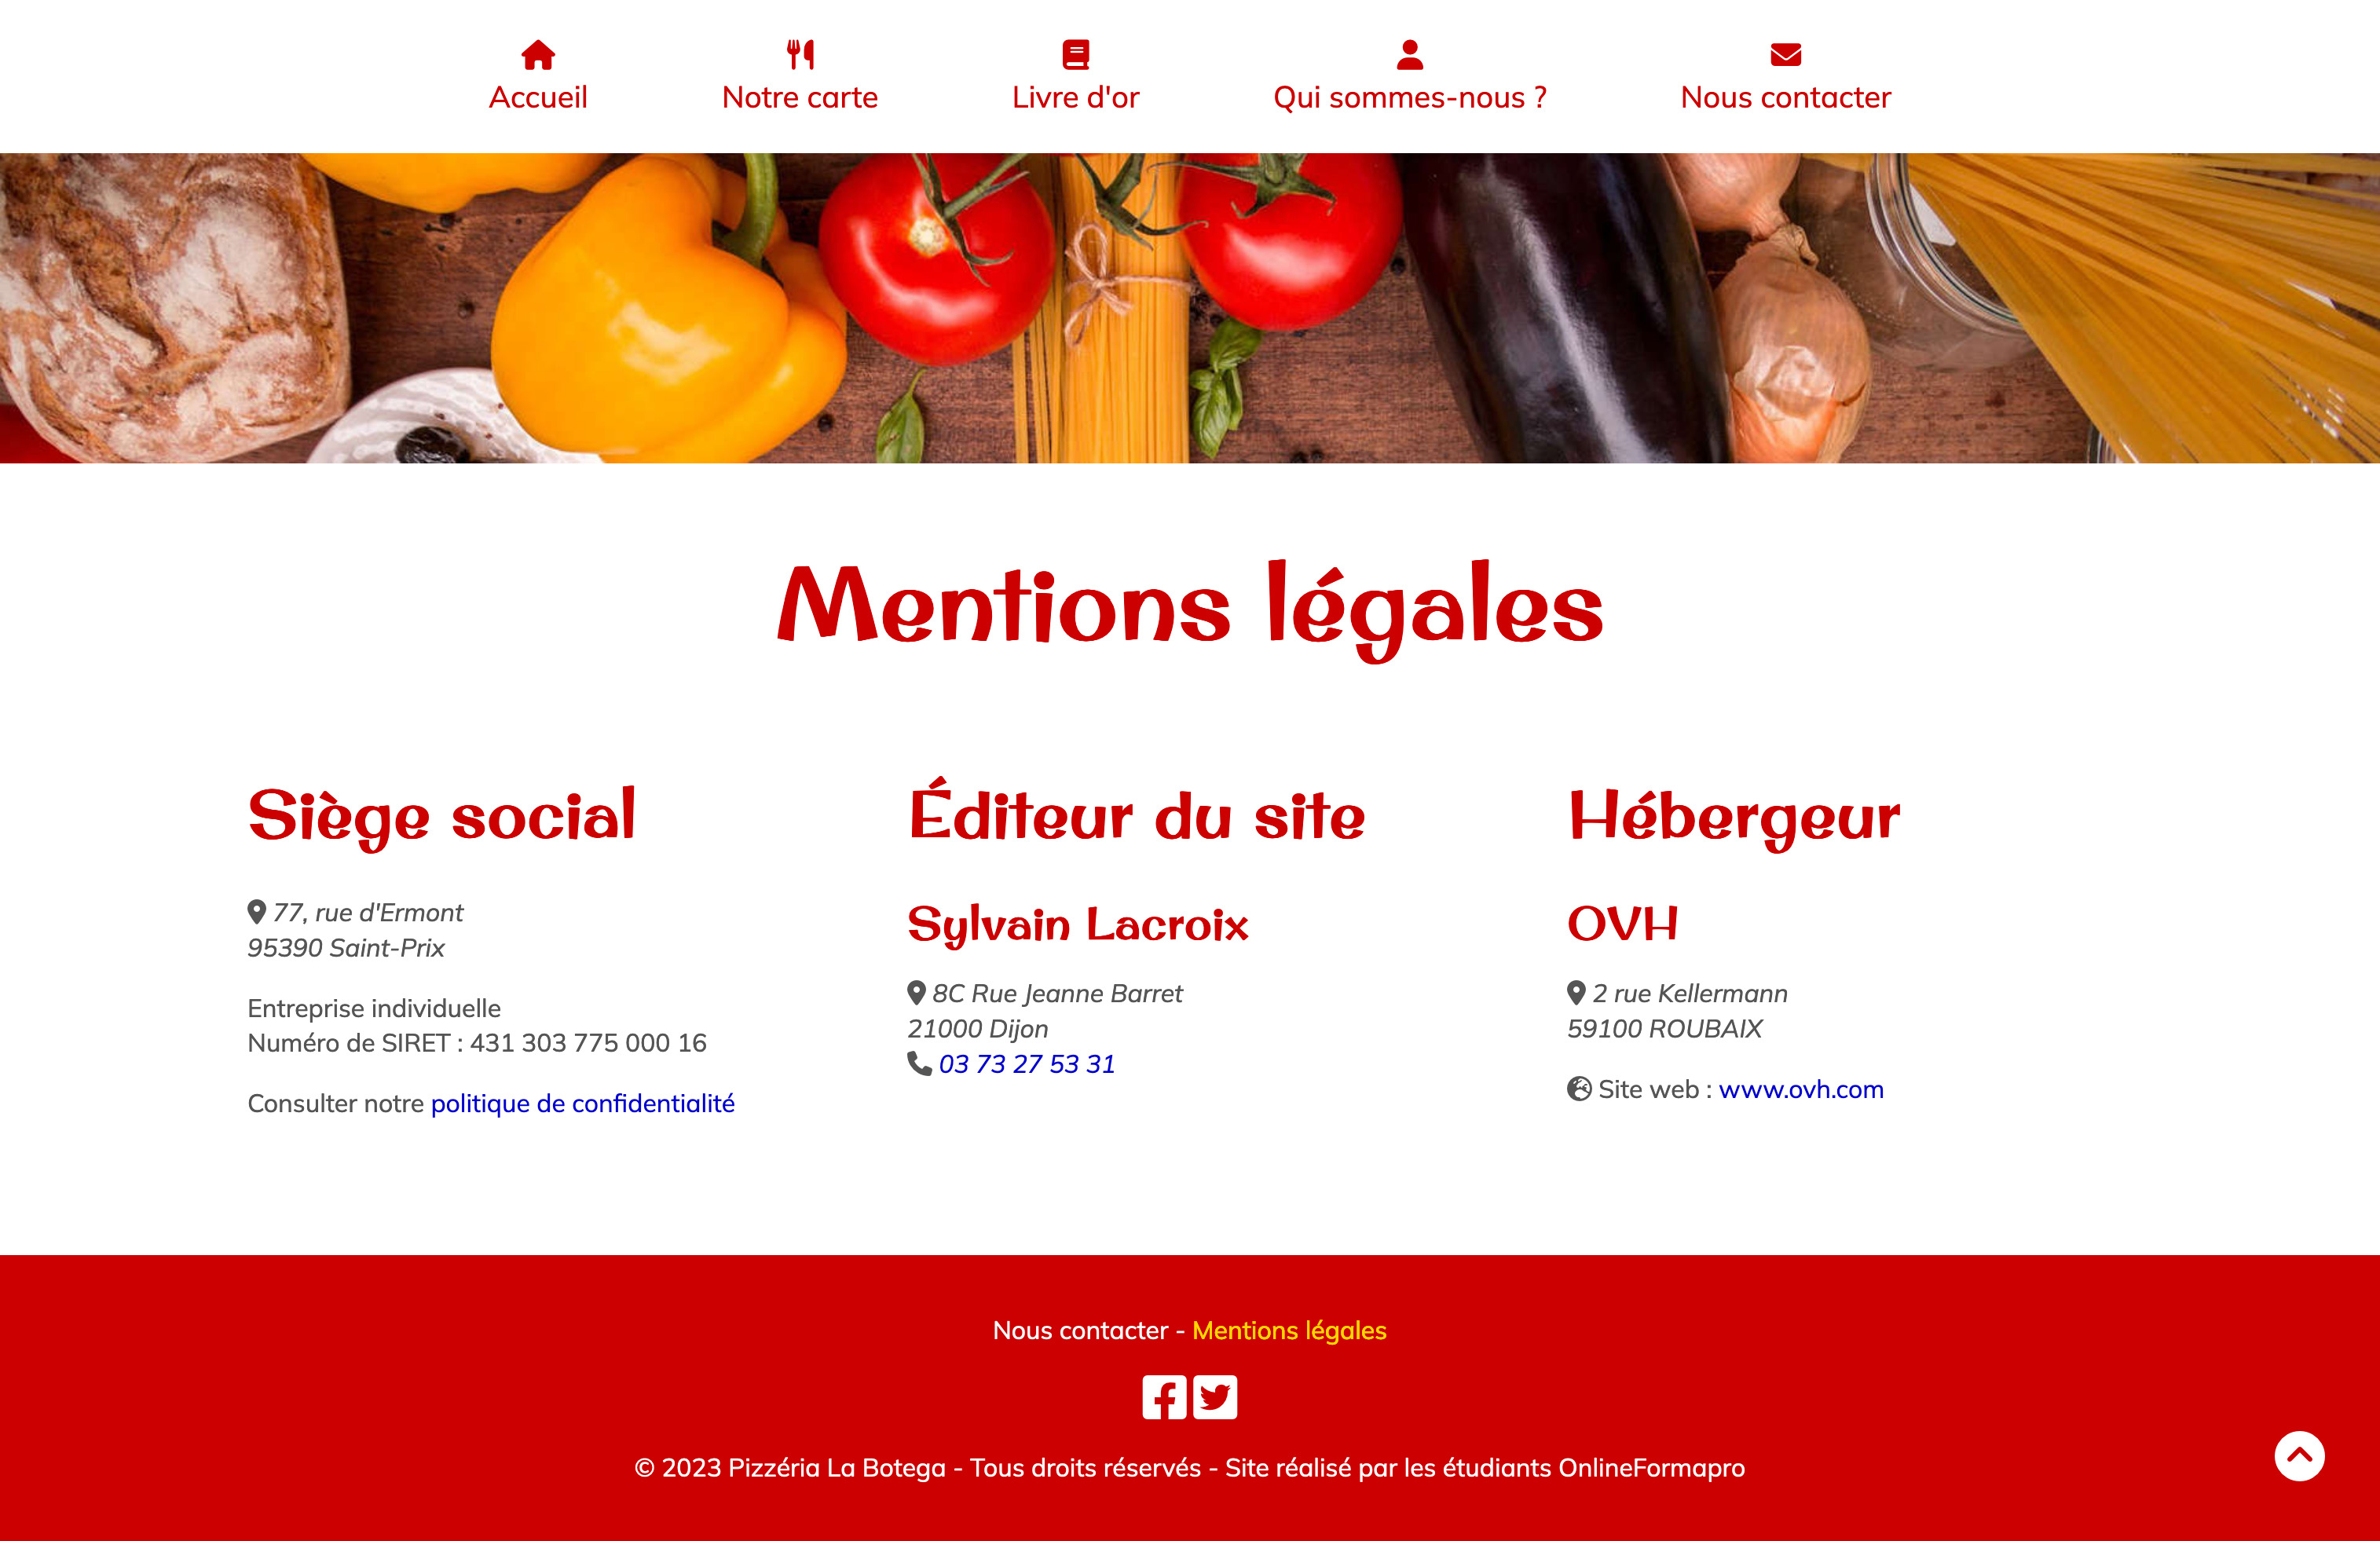 Accueil
Notre carte
Livre d'or
Qui sommes-nous ?
Nous contacter
Mentions légales
Siège social
77, rue d'Ermont
95390 Saint-Prix
Entreprise individuelle
Numéro de SIRET : 431 303 775 000 16
Consulter notre politique de confidentialité
Éditeur du site
Sylvain Lacroix
8C Rue Jeanne Barret
21000 Dijon
03 73 27 53 31
Hébergeur
OVH
2 rue Kellermann
59100 ROUBAIX
Site web : www.ovh.com
Nous contacter - Mentions légales
© 2023 Pizzéria La Botega - Tous droits réservés - Site réalisé par les étudiants OnlineFormapro